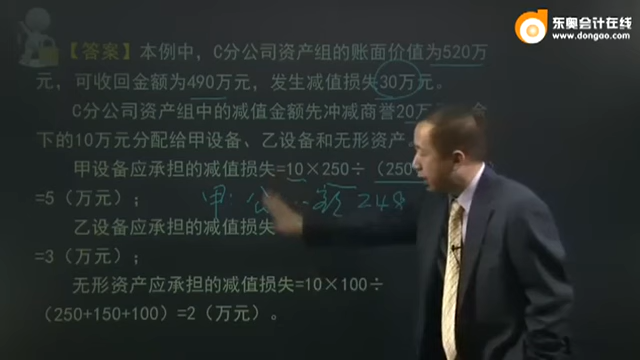 东奥会计在线
www.dongao.com
【答案】本例中，C分公司资产组的账面价值为520万
元，可收回金额为490万元，发生减值损失30万元。
C分公司资产组中的减值金额先冲减商誉20万
下的10万元分配给甲设备、乙设备和无形资产
甲设备应承担的减值损失=10×250÷（250
=5（万元）；
甲：公 额 248
乙设备应承担的减值损失
=3（万元）；
无形资产应承担的减值损失=10×100÷
（250+150+100）=2（万元）。